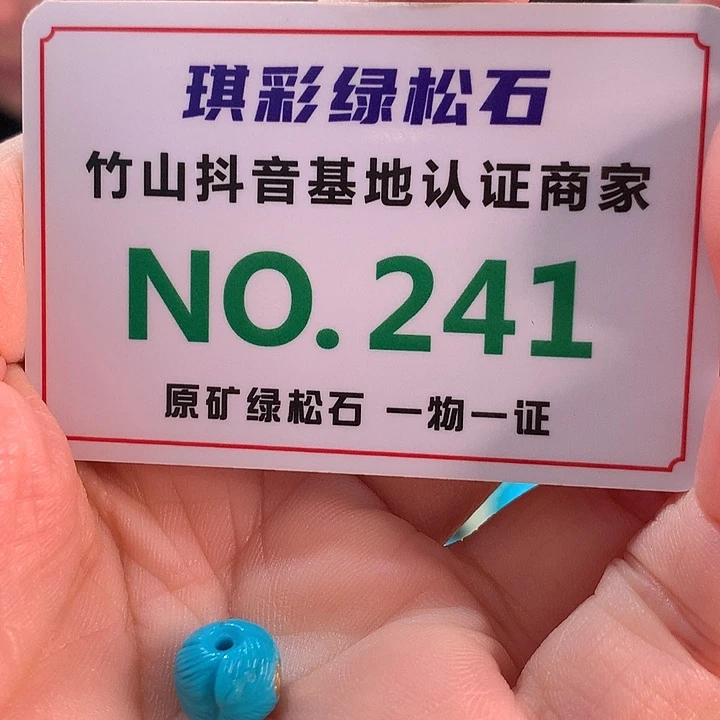 琪彩绿松石
竹山抖音基地认证商家
NO.241
原矿绿松石 一物一证